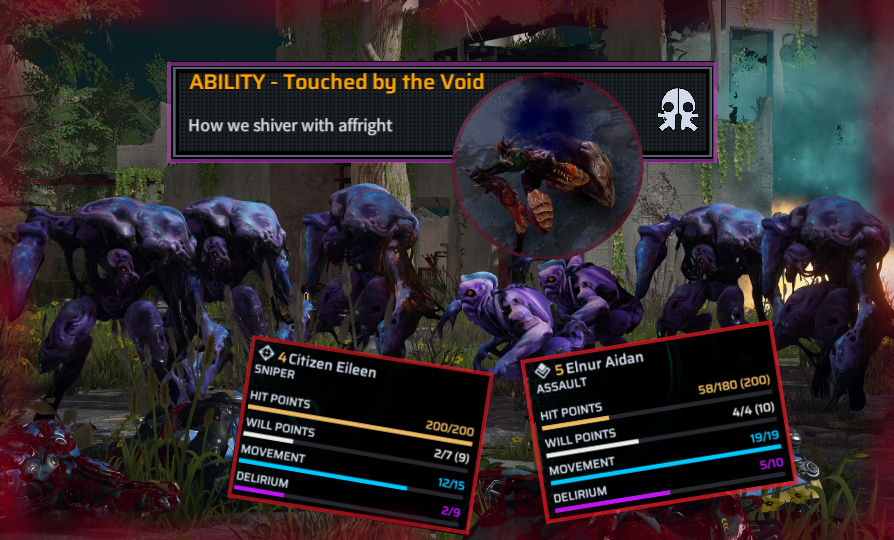 ABILITY - Touched by the Void
How we shiver with affright
4 Citizen Eileen
SNIPER
HIT POINTS
200/200
WILL POINTS
2/7 (9)
MOVEMENT
12/15
DELIRIUM
2/9
5 Elnur Aidan
ASSAULT
HIT POINTS
58/180 (200)
WILL POINTS
4/4 (10)
MOVEMENT
19/19
DELIRIUM
5/10